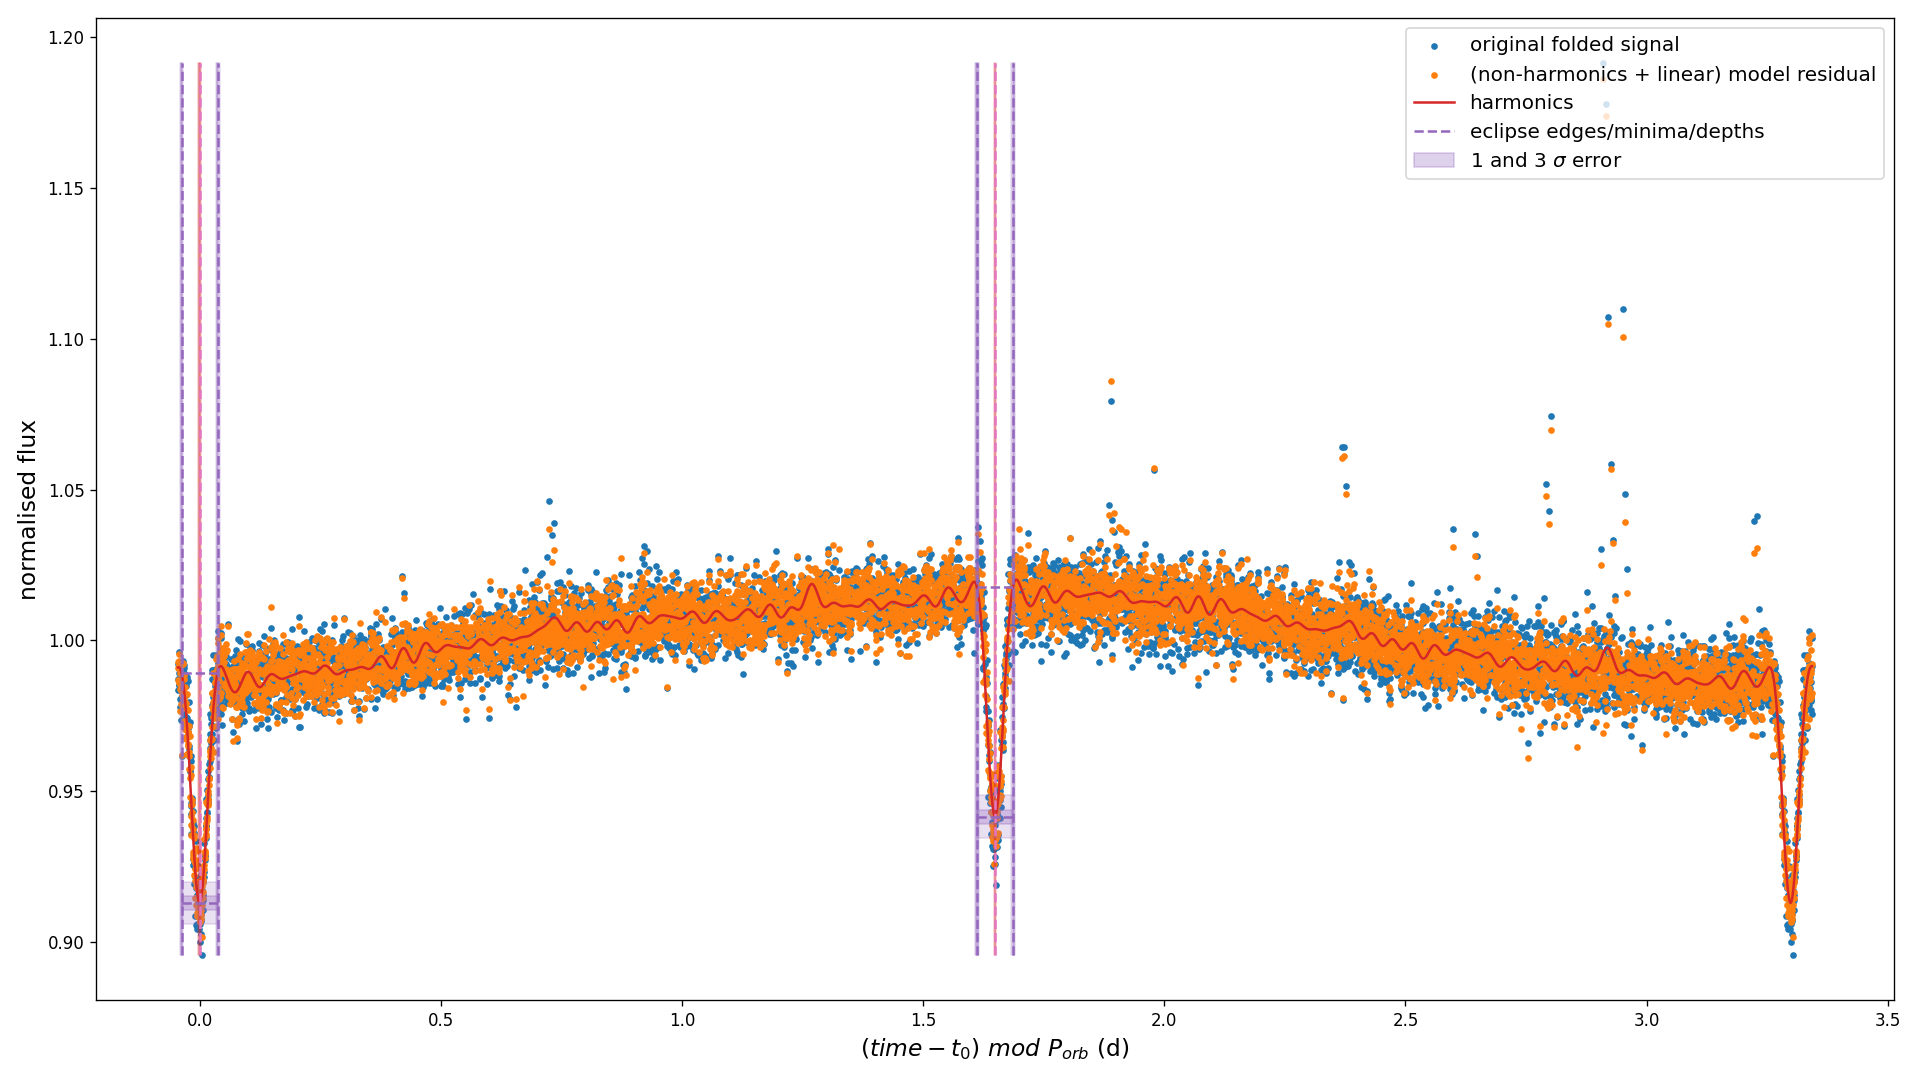 original folded signal
(non-harmonics + linear) model residual
harmonics
eclipse edges/minima/depths
1 and 3 σ error
normalised flux
1.20
1.15
1.10
1.05
1.00
0.95
0.90
0.0 0.5 1.0 1.5 2.0 2.5 3.0 3.5
(time − t₀) mod Pₒᵣb (d)